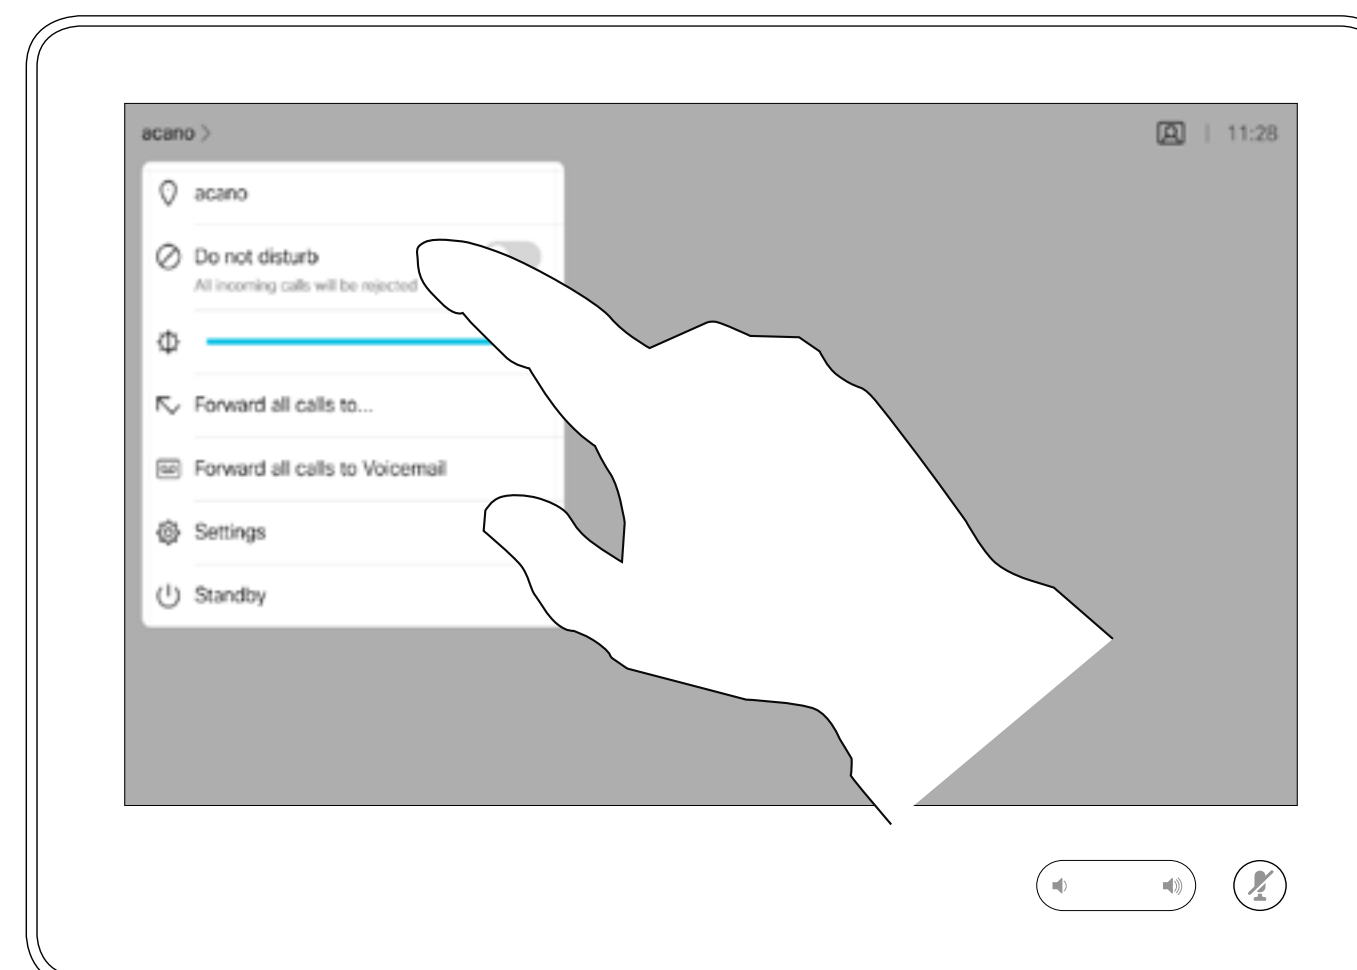 acano >
11:28
acano
Do not disturb
All incoming calls will be rejected
Forward all calls to...
Forward all calls to Voicemail
Settings
Standby